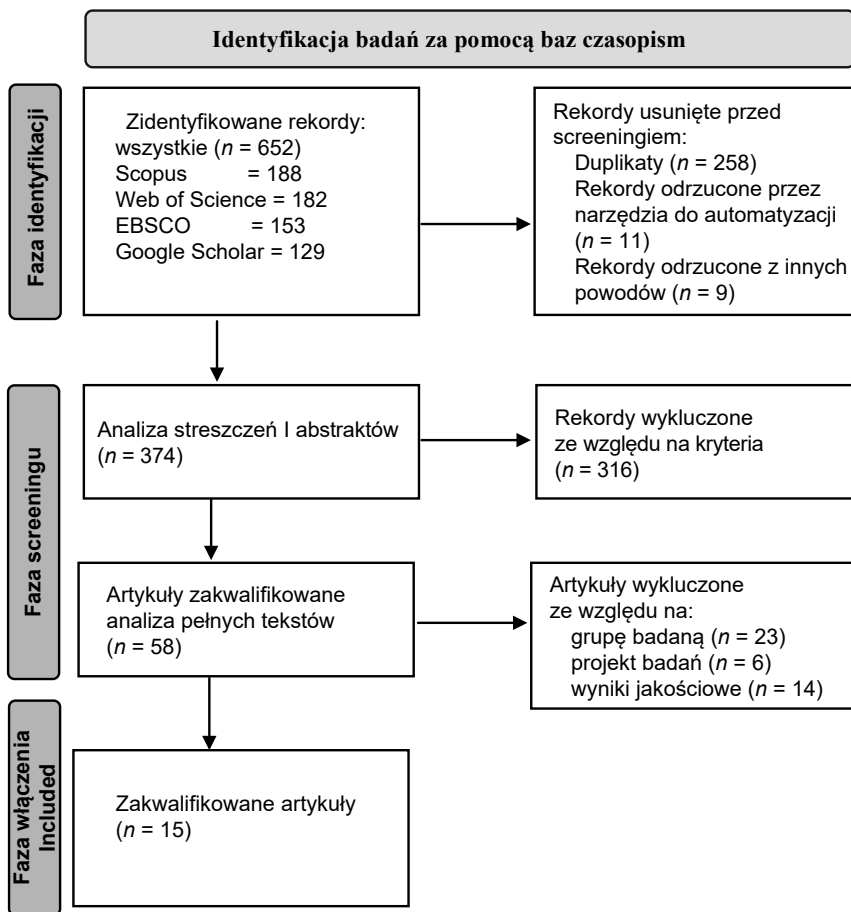 Identyfikacja badań za pomocą baz czasopism
Faza identyfikacji
Zidentyfikowane rekordy:
wszystkie (n = 652)
Scopus = 188
Web of Science = 182
EBSCO = 153
Google Scholar = 129
Rekordy usunięte przed
screeningiem:
Duplikaty (n = 258)
Rekordy odrzucone przez
narzędzia do automatyzacji
(n = 11)
Rekordy odrzucone z innych
powodów (n = 9)
Faza screeningu
Analiza streszczeń I abstraktów
(n = 374)
Rekordy wykluczone
ze względu na kryteria
(n = 316)
Artykuły zakwalifikowane
analiza pełnych tekstów
(n = 58)
Artykuły wykluczone
ze względu na:
grupę badaną (n = 23)
projekt badań (n = 6)
wyniki jakościowe (n = 14)
Faza włączenia
Included
Zakwalifikowane artykuły
(n = 15)